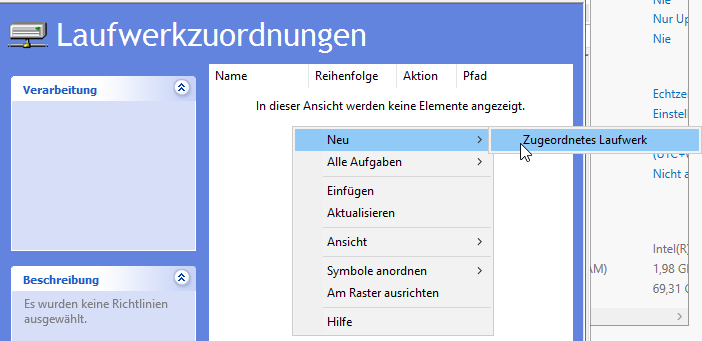 Laufwerkzuordnungen
Verarbeitung
Name Reihenfolge Aktion Pfad
In dieser Ansicht werden keine Elemente angezeigt.
Neu
Zugeordnetes Laufwerk
Alle Aufgaben
Einfügen
Aktualisieren
Ansicht
Symbole anordnen
Am Raster ausrichten
Hilfe
Beschreibung
Es wurden keine Richtlinien
ausgewählt.
Nie
Nur Up
Nie
Echtze
Einstel
(UTC+
Nicht a
Intel(R)
AM) 1,98 G
69,31